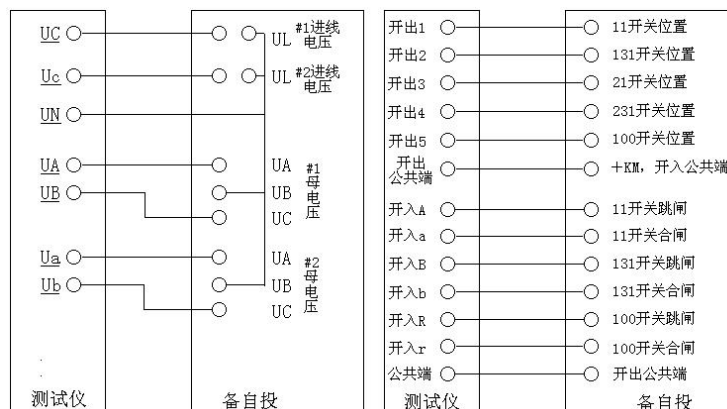 UC
UL
#1进线
电压
Uc
UL
#2进线
电压
UN
UA
UA
UB
UB
UC
#1
母
电
压
Ua
UA
Ub
UB
UC
#2
母
电
压
测试仪
备自投
开出1
11开关位置
开出2
131开关位置
开出3
21开关位置
开出4
231开关位置
开出5
100开关位置
开出
公共端
+KM，开入公共端
开入A
11开关跳闸
开入a
11开关合闸
开入B
131开关跳闸
开入b
131开关合闸
开入R
100开关跳闸
开入r
100开关合闸
公共端
开出公共端
测试仪
备自投